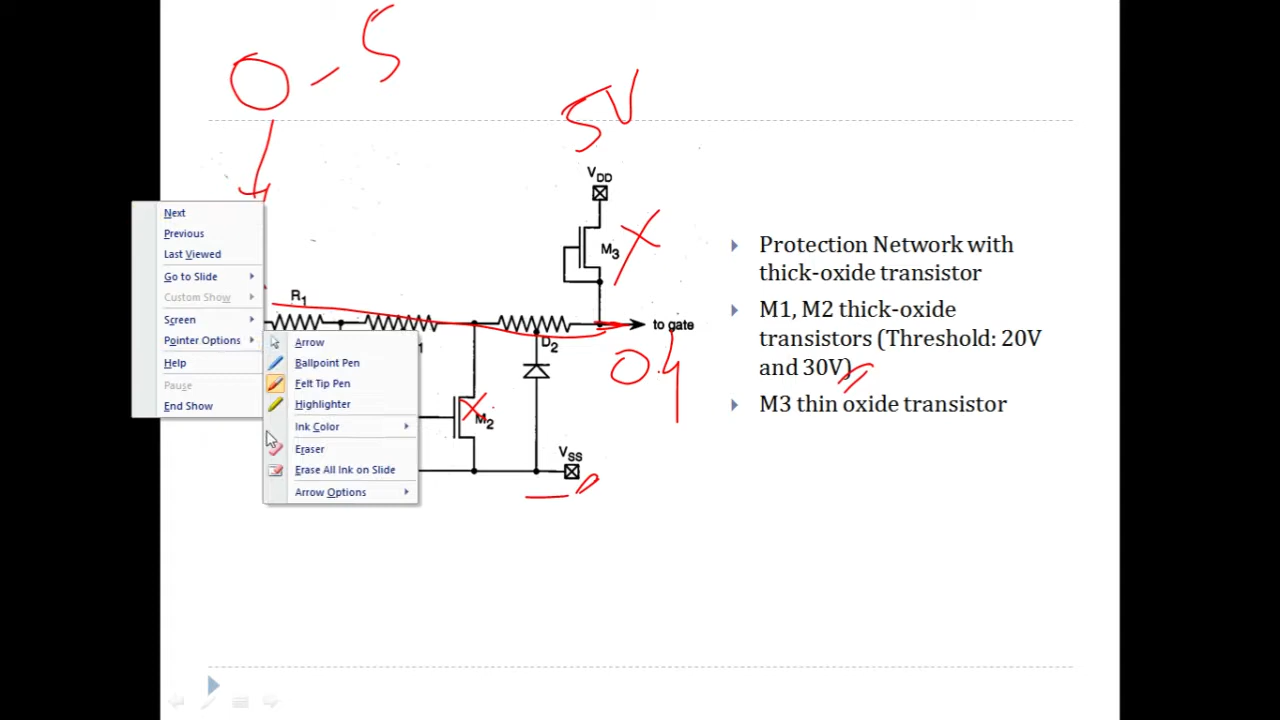 0 - 5
5V
VDD
M3
Next
Previous
Last Viewed
Go to Slide
Custom Show
Screen
Pointer Options
Help
Pause
End Show
R1
1
D2
to gate
0.4
Arrow
Ballpoint Pen
Felt Tip Pen
Highlighter
Ink Color
Eraser
Erase All Ink on Slide
Arrow Options
M2
VSS
Protection Network with
thick-oxide transistor
M1, M2 thick-oxide
transistors (Threshold: 20V
and 30V)
M3 thin oxide transistor